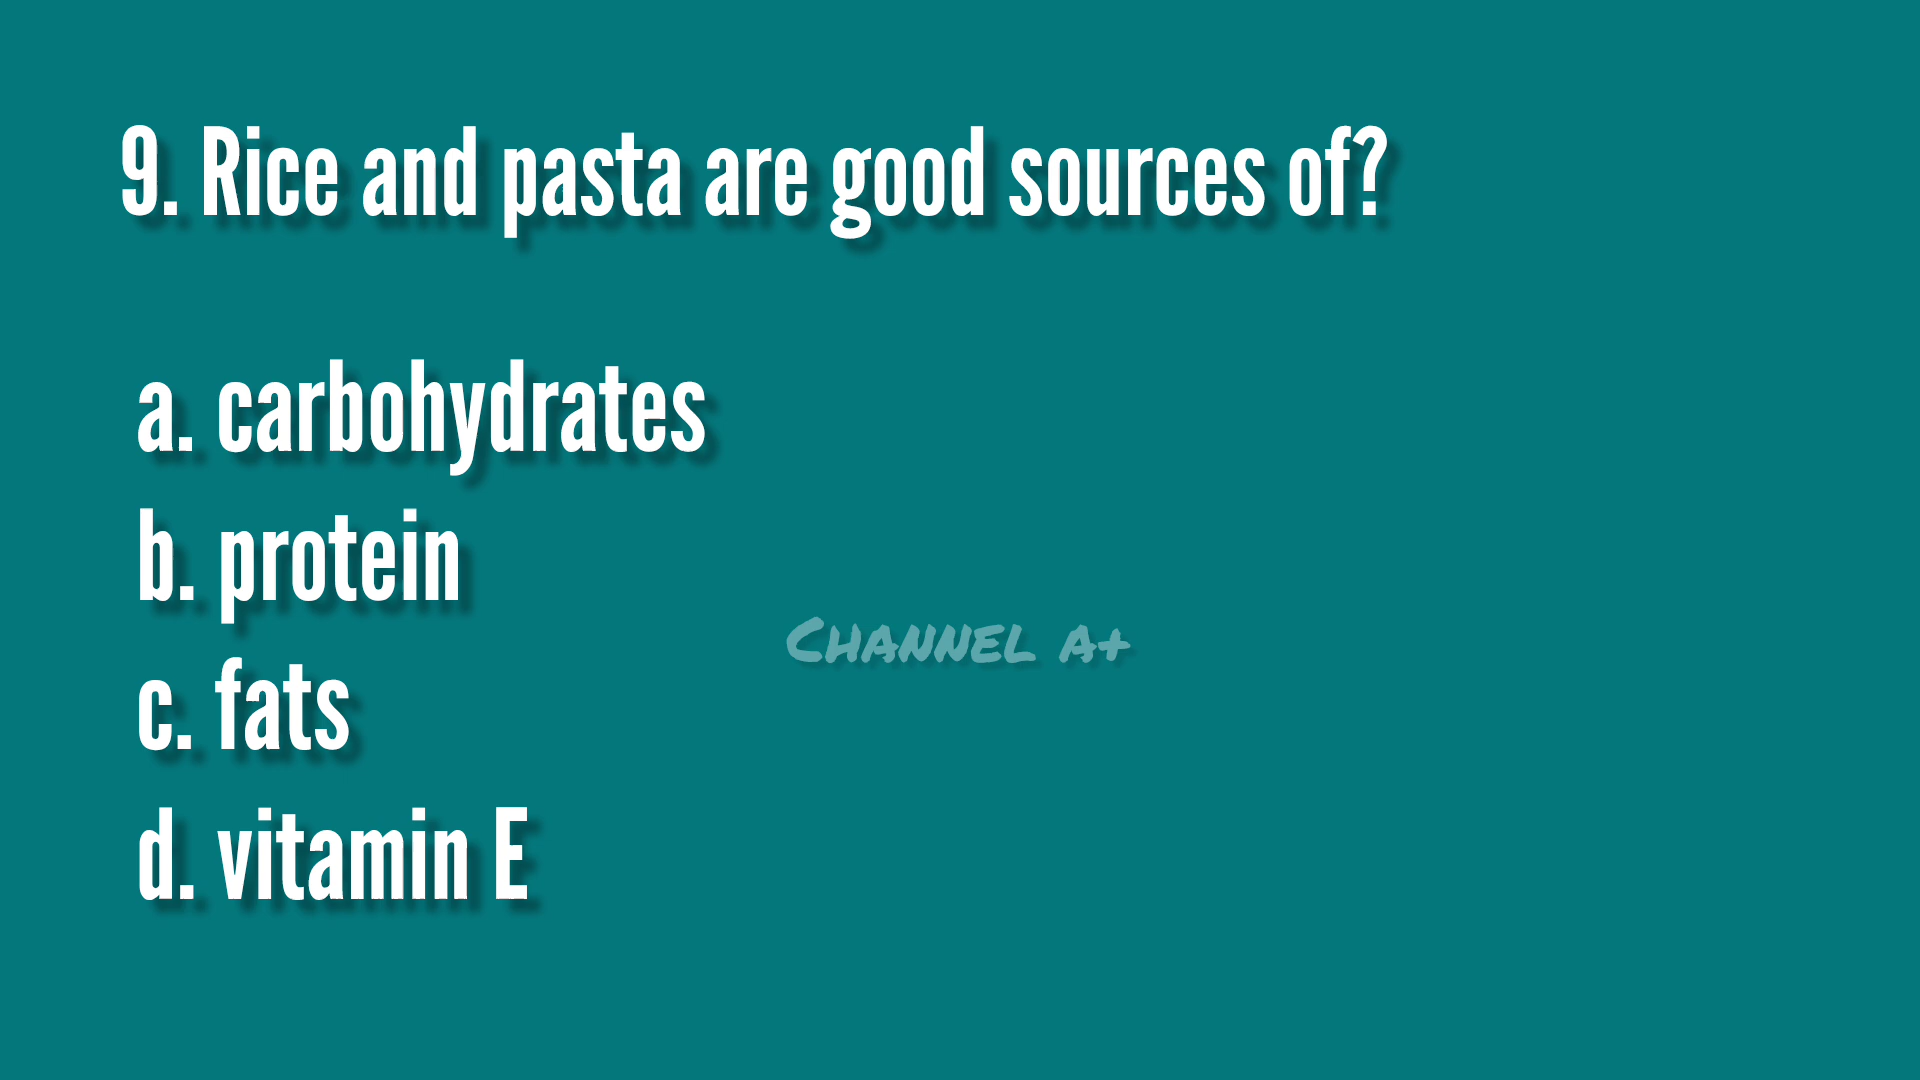 9. Rice and pasta are good sources of?
a. carbohydrates
b. protein
Channel A+
c. fats
d. vitamin E